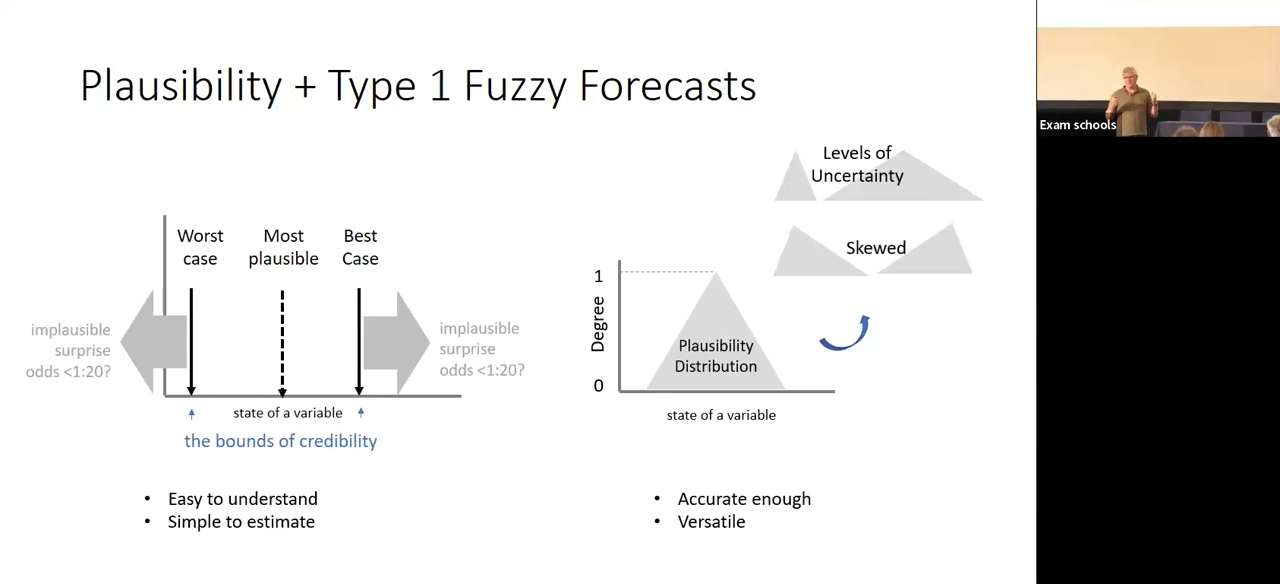 Plausibility + Type 1 Fuzzy Forecasts
Exam schools
Worst
case
Most
plausible
Best
Case
implausible
surprise
odds <1:20?
implausible
surprise
odds <1:20?
state of a variable
the bounds of credibility
• Easy to understand
• Simple to estimate
Levels of
Uncertainty
Skewed
1
Degree
0
Plausibility
Distribution
state of a variable
• Accurate enough
• Versatile